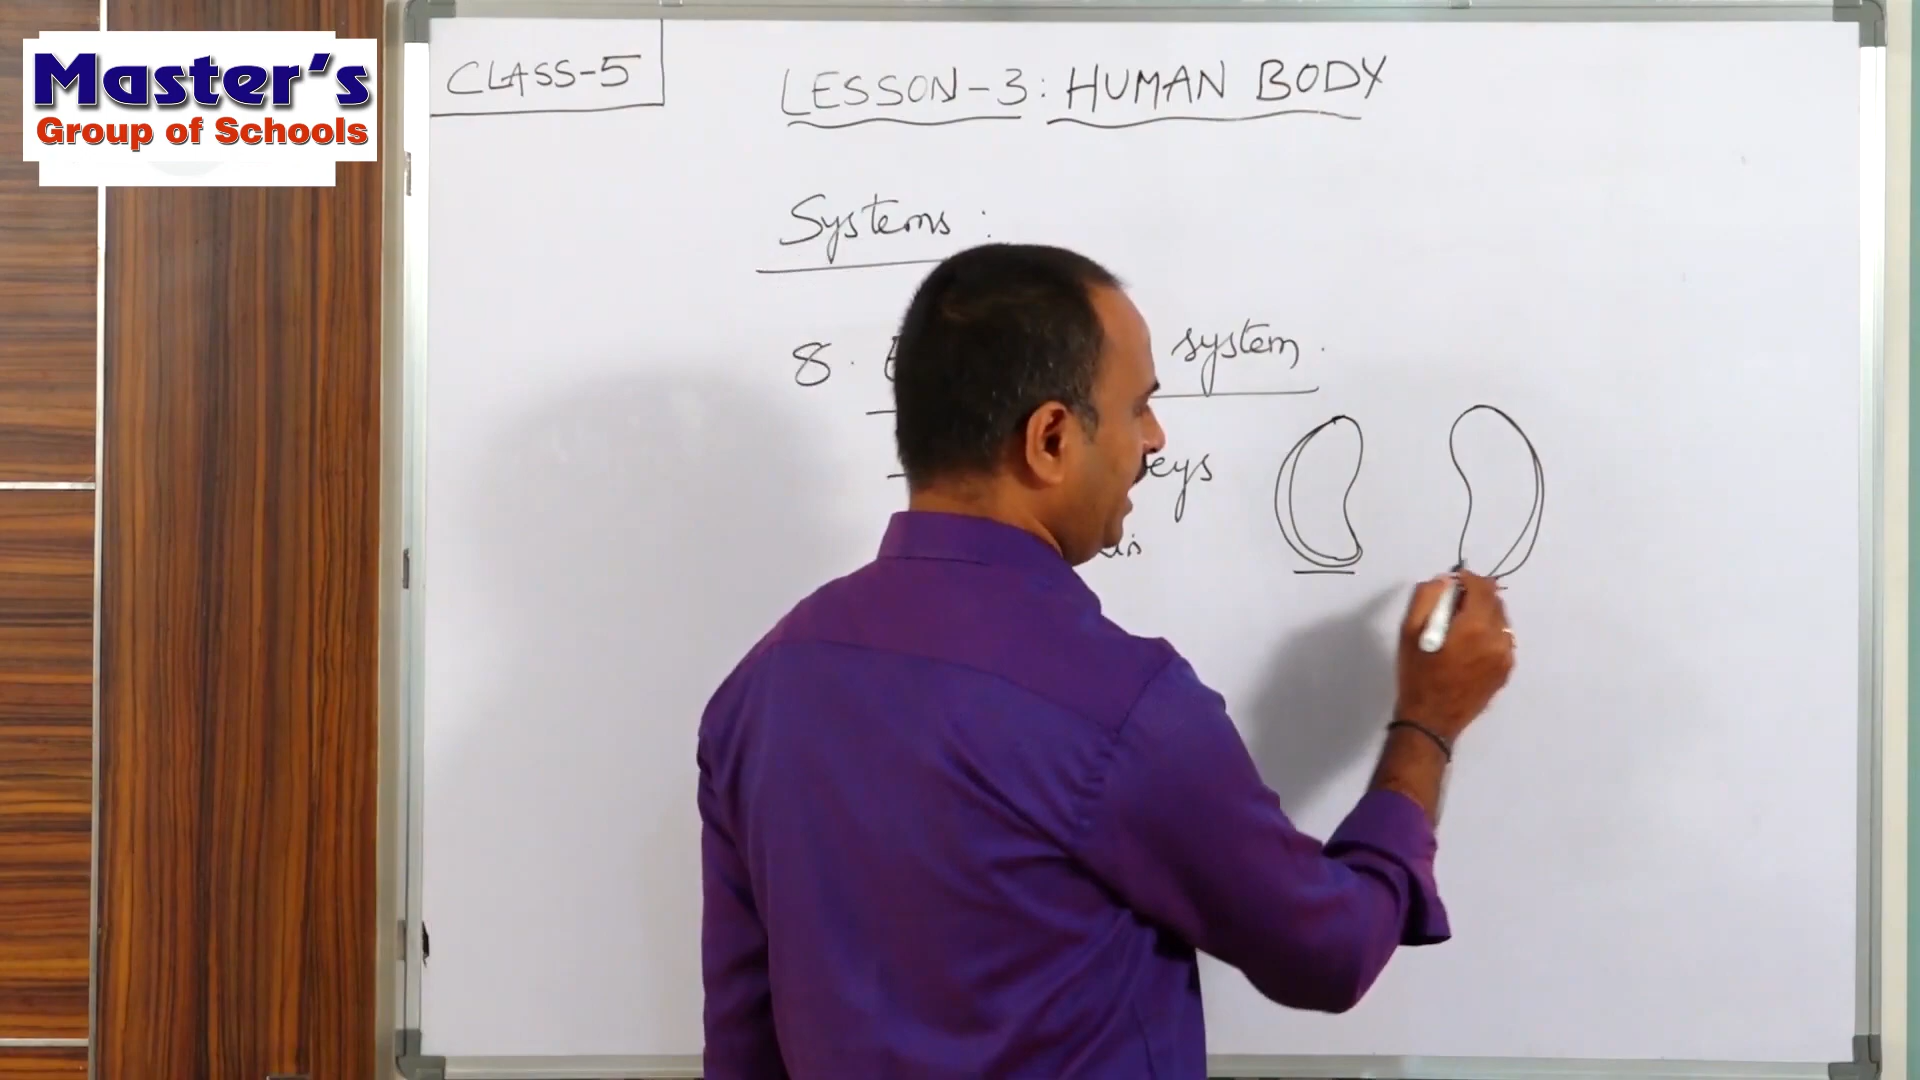 Master's
Group of Schools
CLASS-5
LESSON-3: HUMAN BODY
Systems :
8. system.